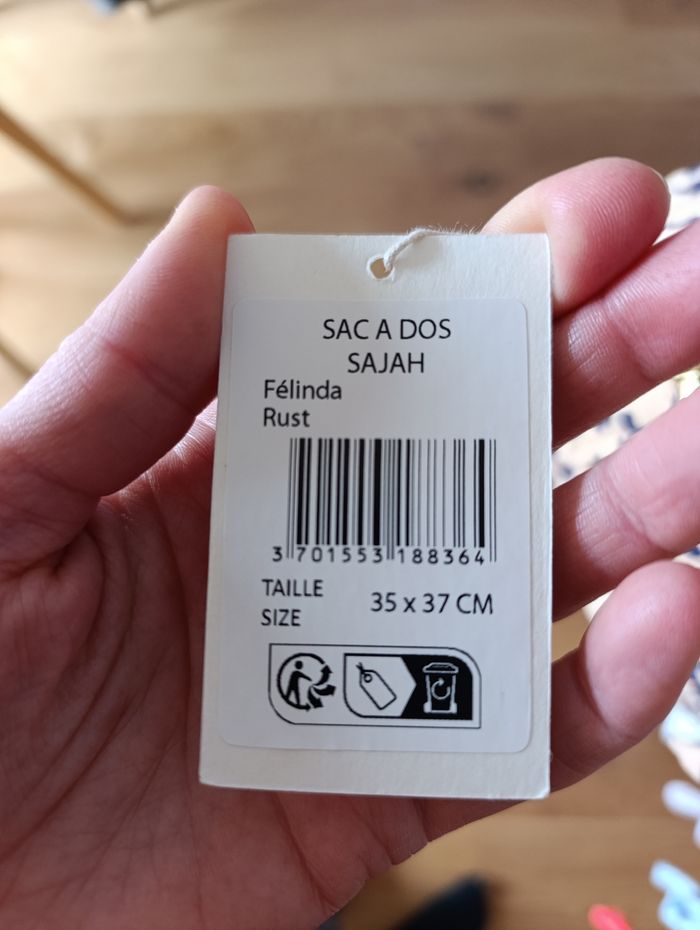 SAC A DOS
SAJAH
Félinda
Rust
3 701553 188364
TAILLE
SIZE
35 x 37 CM